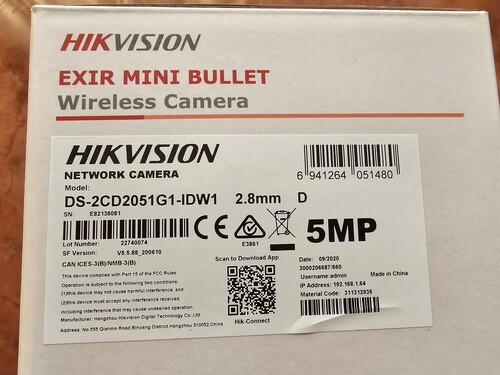 HIKVISION
EXIR MINI BULLET
Wireless Camera
HIKVISION
NETWORK CAMERA
Model:
DS-2CD2051G1-IDW1 2.8mm D
6 941264 051480
SN: E82136081
Lot Number: 22740074
SF Version: V5.5.88_200610
CAN ICES-3(B)/NMB-3(B)
CE
E3861
5MP
This device complies with Part 15 of the FCC Rules.
Operation is subject to the following two conditions:
(1)this device may not cause harmful interference, and
(2)this device must accept any interference received,
including interference that may cause undesired operation.
Manufacturer: Hangzhou Hikvision Digital Technology Co., Ltd
Address: No.555 Qianmo Road,Binjiang District,Hangzhou 310052,China
Scan to Download App
Hik-Connect
Date: 09/2020
3000206687/660
Username:admin
Made in China
IP Address: 192.168.1.64
Material Code: 311312935